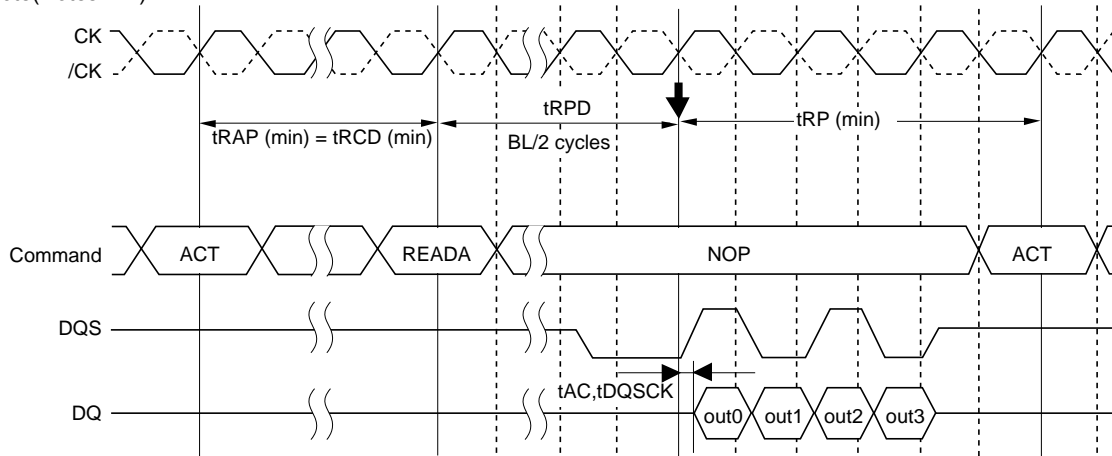 CK
/CK
tRAP (min) = tRCD (min)
tRPD
BL/2 cycles
tRP (min)
Command
ACT
READA
NOP
ACT
DQS
tAC,tDQSCK
DQ
out0
out1
out2
out3